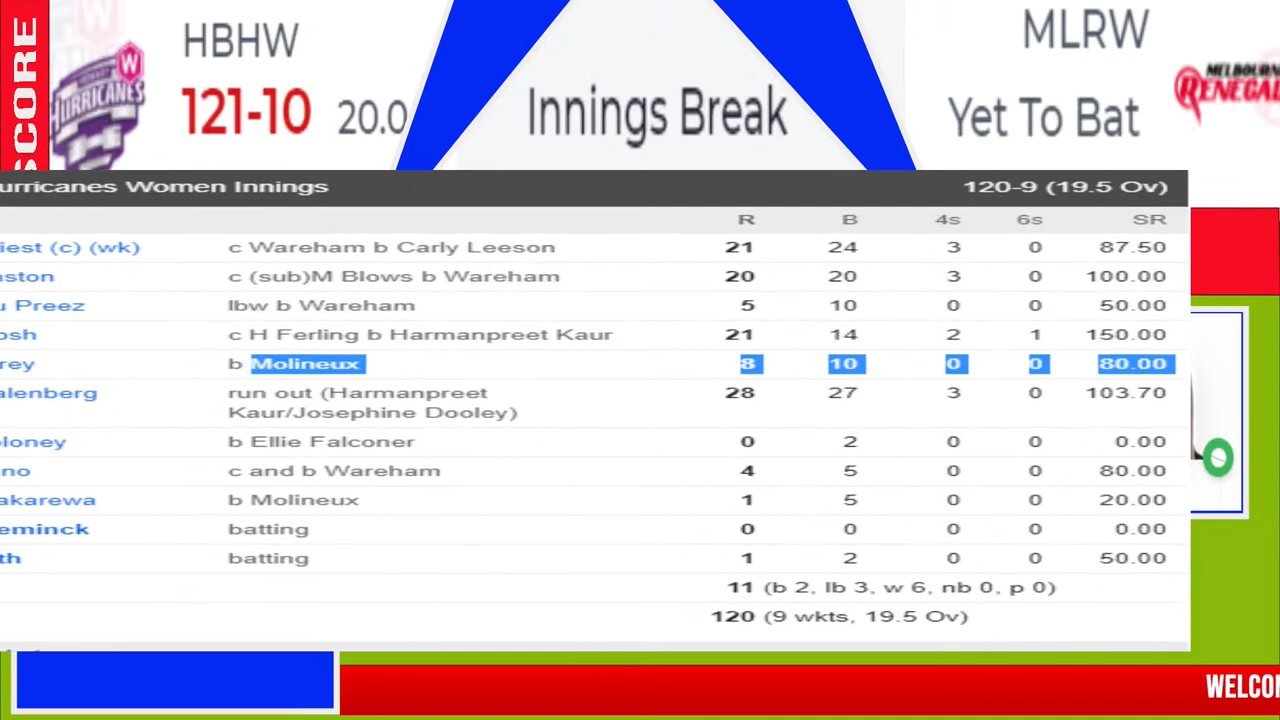 SCORE
W
W
HURRICANES
HBHW
121-10 20.0
Innings Break
MLRW
Yet To Bat
MELBOURN
RENEGAD
urricanes Women Innings 120-9 (19.5 Ov)
R B 4s 6s SR
iest (c) (wk) c Wareham b Carly Leeson 21 24 3 0 87.50
nston c (sub)M Blows b Wareham 20 20 3 0 100.00
u Preez lbw b Wareham 5 10 0 0 50.00
osh c H Ferling b Harmanpreet Kaur 21 14 2 1 150.00
rey b Molineux 8 10 0 0 80.00
alenberg run out (Harmanpreet Kaur/Josephine Dooley) 28 27 3 0 103.70
loney b Ellie Falconer 0 2 0 0 0.00
no c and b Wareham 4 5 0 0 80.00
akarewa b Molineux 1 5 0 0 20.00
eminck batting 0 0 0 0 0.00
th batting 1 2 0 0 50.00
11 (b 2, lb 3, w 6, nb 0, p 0)
120 (9 wkts, 19.5 Ov)
WELCOM